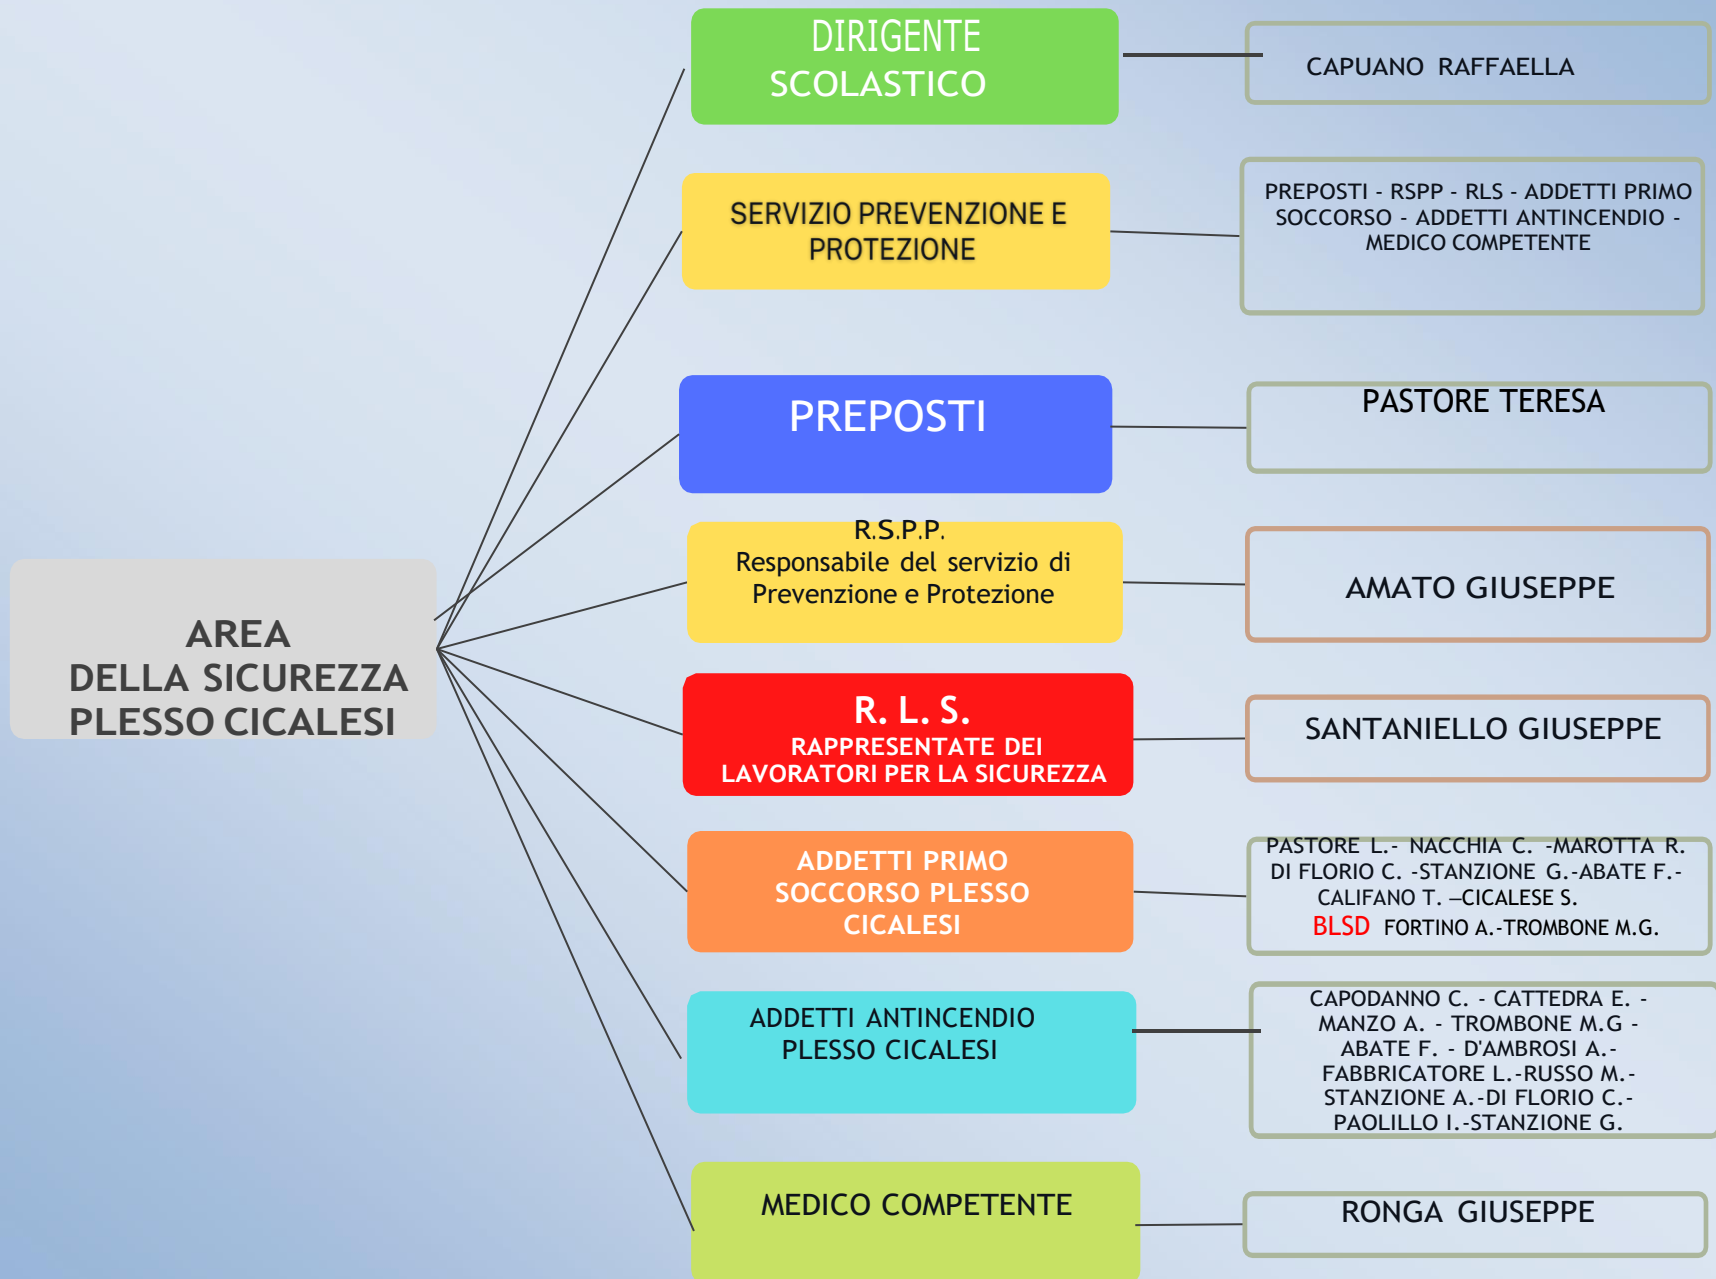 DIRIGENTE
SCOLASTICO
CAPUANO RAFFAELLA
SERVIZIO PREVENZIONE E
PROTEZIONE
PREPOSTI - RSPP - RLS - ADDETTI PRIMO
SOCCORSO - ADDETTI ANTINCENDIO -
MEDICO COMPETENTE
PREPOSTI
PASTORE TERESA
R.S.P.P.
Responsabile del servizio di
Prevenzione e Protezione
AMATO GIUSEPPE
AREA
DELLA SICUREZZA
PLESSO CICALESI
R. L. S.
RAPPRESENTATE DEI
LAVORATORI PER LA SICUREZZA
SANTANIELLO GIUSEPPE
ADDETTI PRIMO
SOCCORSO PLESSO
CICALESI
PASTORE L.- NACCHIA C. -MAROTTA R.
DI FLORIO C. -STANZIONE G.-ABATE F.-
CALIFANO T. –CICALESE S.
BLSD FORTINO A.-TROMBONE M.G.
ADDETTI ANTINCENDIO
PLESSO CICALESI
CAPODANNO C. - CATTEDRA E. -
MANZO A. - TROMBONE M.G -
ABATE F. - D'AMBROSI A.-
FABBRICATORE L.-RUSSO M.-
STANZIONE A.-DI FLORIO C.-
PAOLILLO I.-STANZIONE G.
MEDICO COMPETENTE
RONGA GIUSEPPE